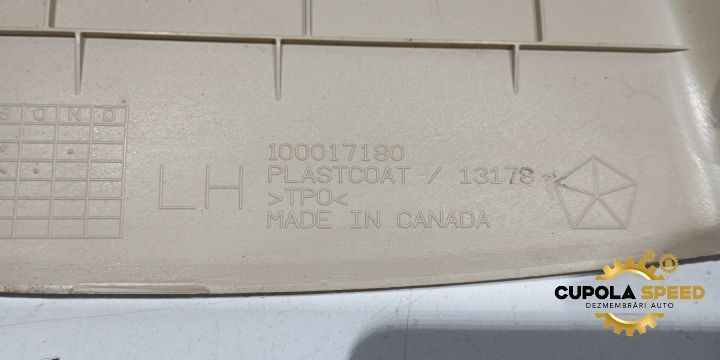 S O N D
LH
100017180
PLASTCOAT / 13178
>TPO<
MADE IN CANADA
CUPOLA SPEED
DEZMEMBRĂRI AUTO